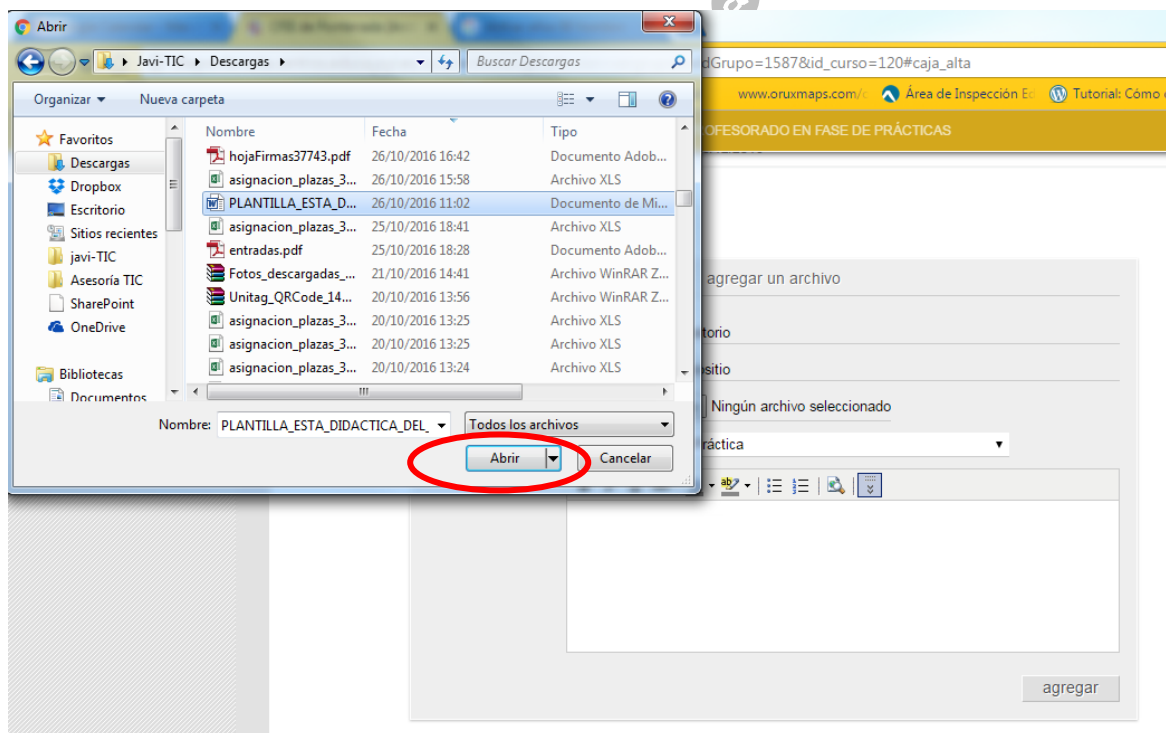 Abrir
Javi-TIC ▸ Descargas ▸
Buscar Descargas
Organizar
Nueva carpeta
Favoritos
Descargas
Dropbox
Escritorio
Sitios recientes
javi-TIC
Asesoría TIC
SharePoint
OneDrive
Bibliotecas
Documentos
Nombre Fecha Tipo
hojaFirmas37743.pdf 26/10/2016 16:42 Documento Adob...
asignacion_plazas_3... 26/10/2016 15:58 Archivo XLS
PLANTILLA_ESTA_D... 26/10/2016 11:02 Documento de Mi...
asignacion_plazas_3... 25/10/2016 18:41 Archivo XLS
entradas.pdf 25/10/2016 18:28 Documento Adob...
Fotos_descargadas_... 21/10/2016 14:41 Archivo WinRAR Z...
Unitag_QRCode_14... 20/10/2016 13:56 Archivo WinRAR Z...
asignacion_plazas_3... 20/10/2016 13:25 Archivo XLS
asignacion_plazas_3... 20/10/2016 13:25 Archivo XLS
asignacion_plazas_3... 20/10/2016 13:24 Archivo XLS
Nombre: PLANTILLA_ESTA_DIDACTICA_DEL_
Todos los archivos
Abrir
Cancelar
dGrupo=1587&id_curso=120#caja_alta
www.oruxmaps.com/
Área de Inspección Ed
Tutorial: Cómo
OFESORADO EN FASE DE PRÁCTICAS
agregar un archivo
torio
sitio
Ningún archivo seleccionado
ráctica
agregar